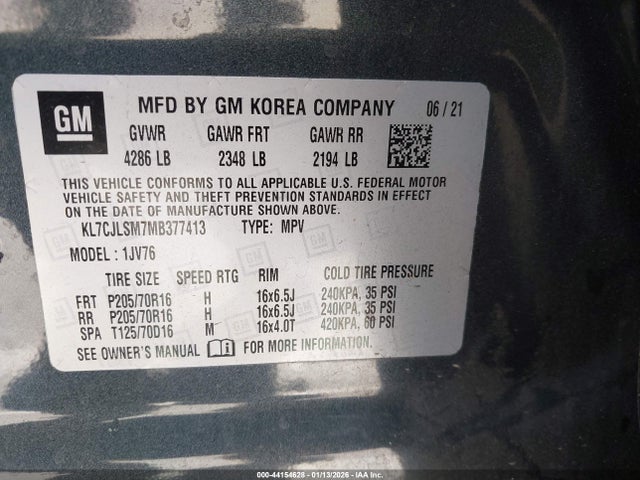 GM
MFD BY GM KOREA COMPANY 06 / 21
GVWR GAWR FRT GAWR RR
4286 LB 2348 LB 2194 LB
THIS VEHICLE CONFORMS TO ALL APPLICABLE U.S. FEDERAL MOTOR
VEHICLE SAFETY AND THEFT PREVENTION STANDARDS IN EFFECT
ON THE DATE OF MANUFACTURE SHOWN ABOVE.
KL7CJLSM7MB377413 TYPE: MPV
MODEL : 1JV76
TIRE SIZE SPEED RTG RIM COLD TIRE PRESSURE
FRT P205/70R16 H 16x6.5J 240KPA, 35 PSI
RR P205/70R16 H 16x6.5J 240KPA, 35 PSI
SPA T125/70D16 M 16x4.0T 420KPA, 60 PSI
SEE OWNER'S MANUAL FOR MORE INFORMATION.
000-44154628 - 01/13/2026 - IAA Inc.